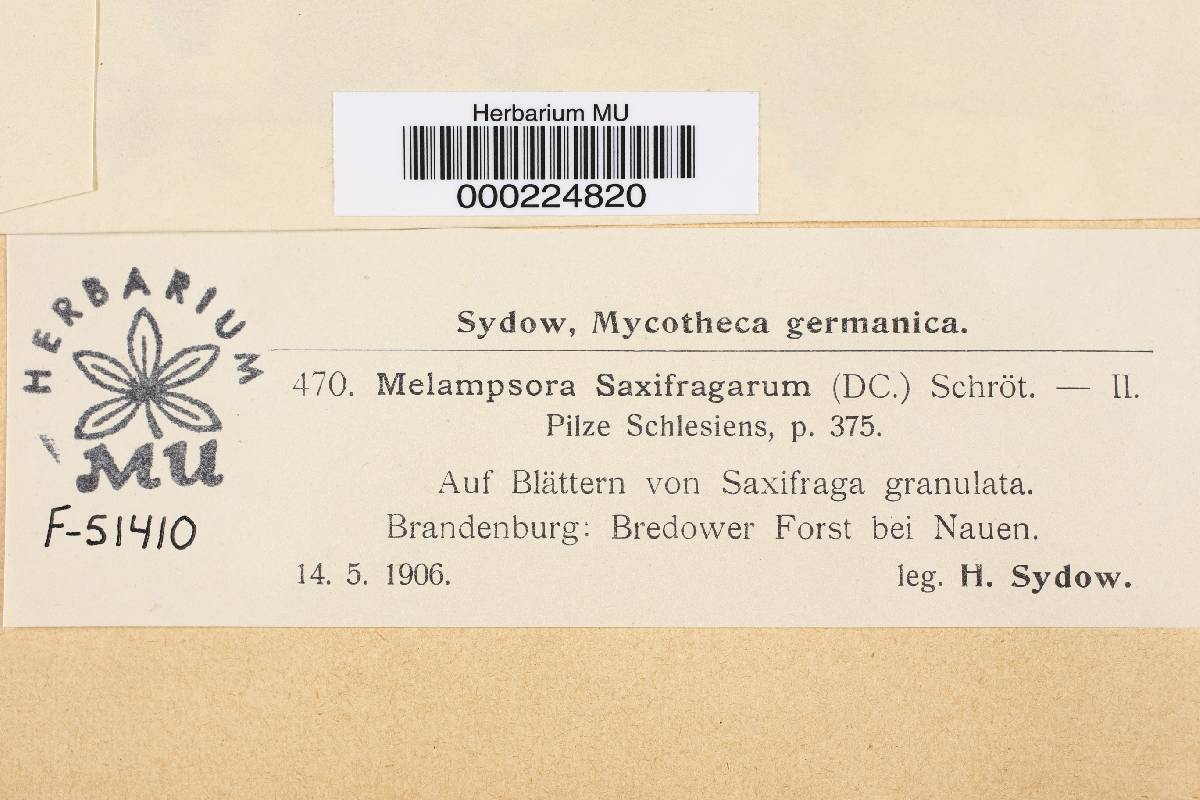 Herbarium MU
000224820
HERBARIUM
MU
F-51410
Sydow, Mycotheca germanica.
470. Melampsora Saxifragarum (DC.) Schröt. — II.
Pilze Schlesiens, p. 375.
Auf Blättern von Saxifraga granulata.
Brandenburg: Bredower Forst bei Nauen.
14. 5. 1906. leg. H. Sydow.